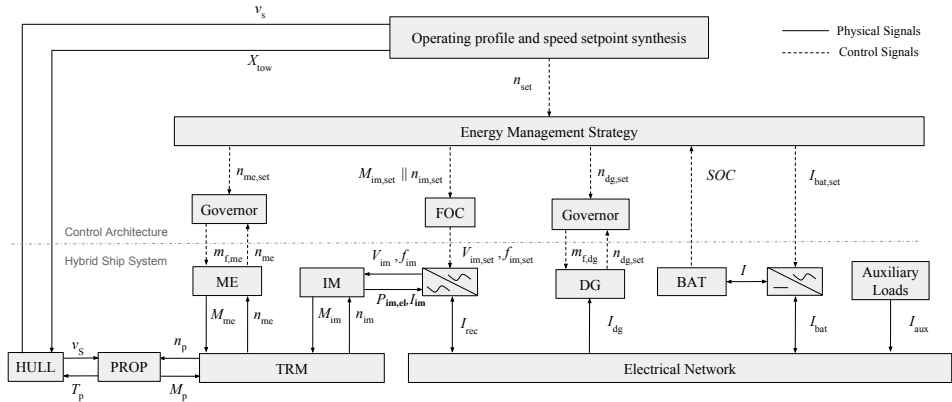 v_s
Operating profile and speed setpoint synthesis
Physical Signals
Control Signals
X_tow
n_set
Energy Management Strategy
n_me,set
M_im,set || n_im,set
n_dg,set
SOC
I_bat,set
Governor
FOC
Governor
Control Architecture
Hybrid Ship System
m_f,me
n_me
V_im , f_im
V_im,set , f_im,set
m_f,dg
n_dg,set
ME
IM
P_im,el, I_im
DG
BAT
I
Auxiliary
Loads
M_me
n_me
M_im
n_im
I_rec
I_dg
I_bat
I_aux
HULL
v_S
T_p
PROP
n_p
M_p
TRM
Electrical Network